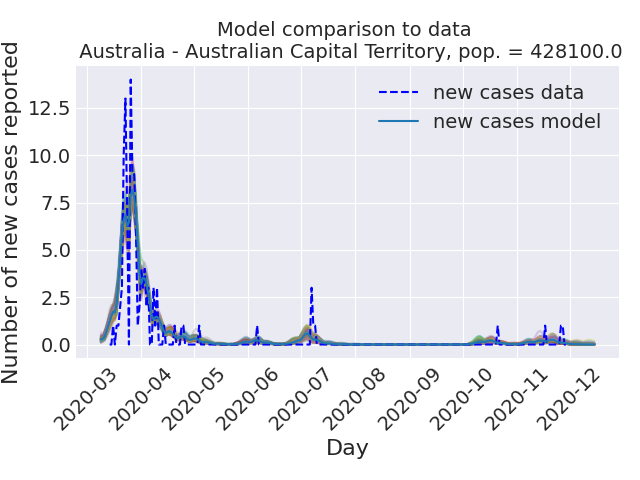 Model comparison to data
Australia - Australian Capital Territory, pop. = 428100.0
Number of new cases reported
12.5
10.0
7.5
5.0
2.5
0.0
new cases data
new cases model
2020-03
2020-04
2020-05
2020-06
2020-07
2020-08
2020-09
2020-10
2020-11
2020-12
Day